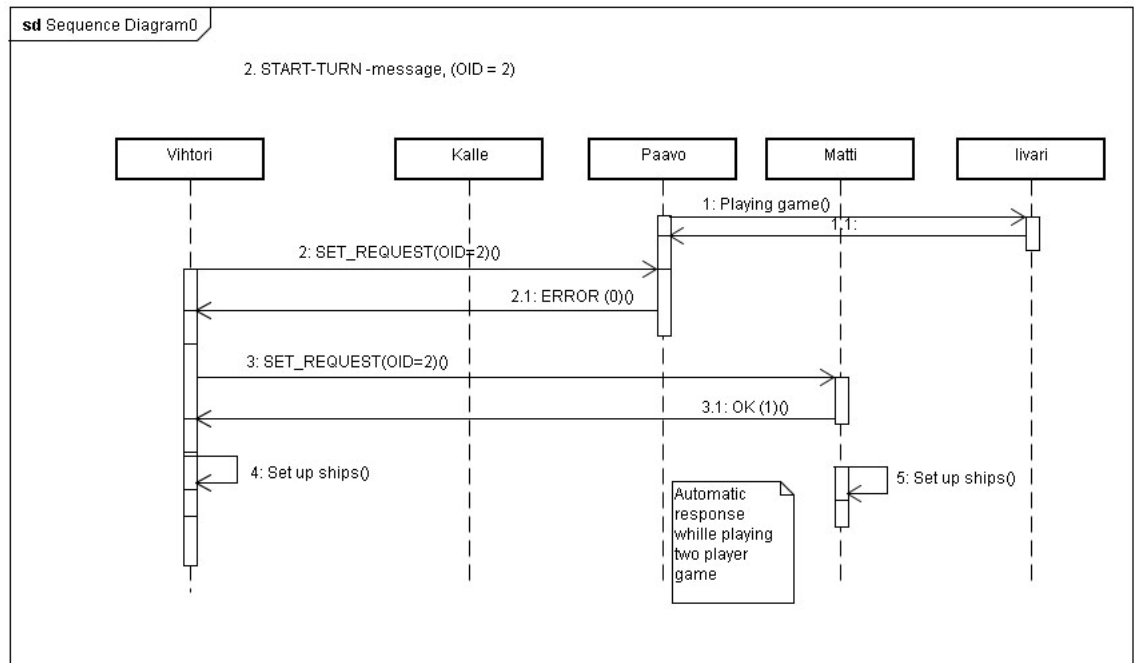 sd Sequence Diagram0
2. START-TURN -message, (OID = 2)
Vihtori
Kalle
Paavo
Matti
Iivari
1: Playing game()
1.1:
2: SET_REQUEST(OID=2)()
2.1: ERROR (0)()
3: SET_REQUEST(OID=2)()
3.1: OK (1)()
4: Set up ships()
5: Set up ships()
Automatic
response
whille playing
two player
game